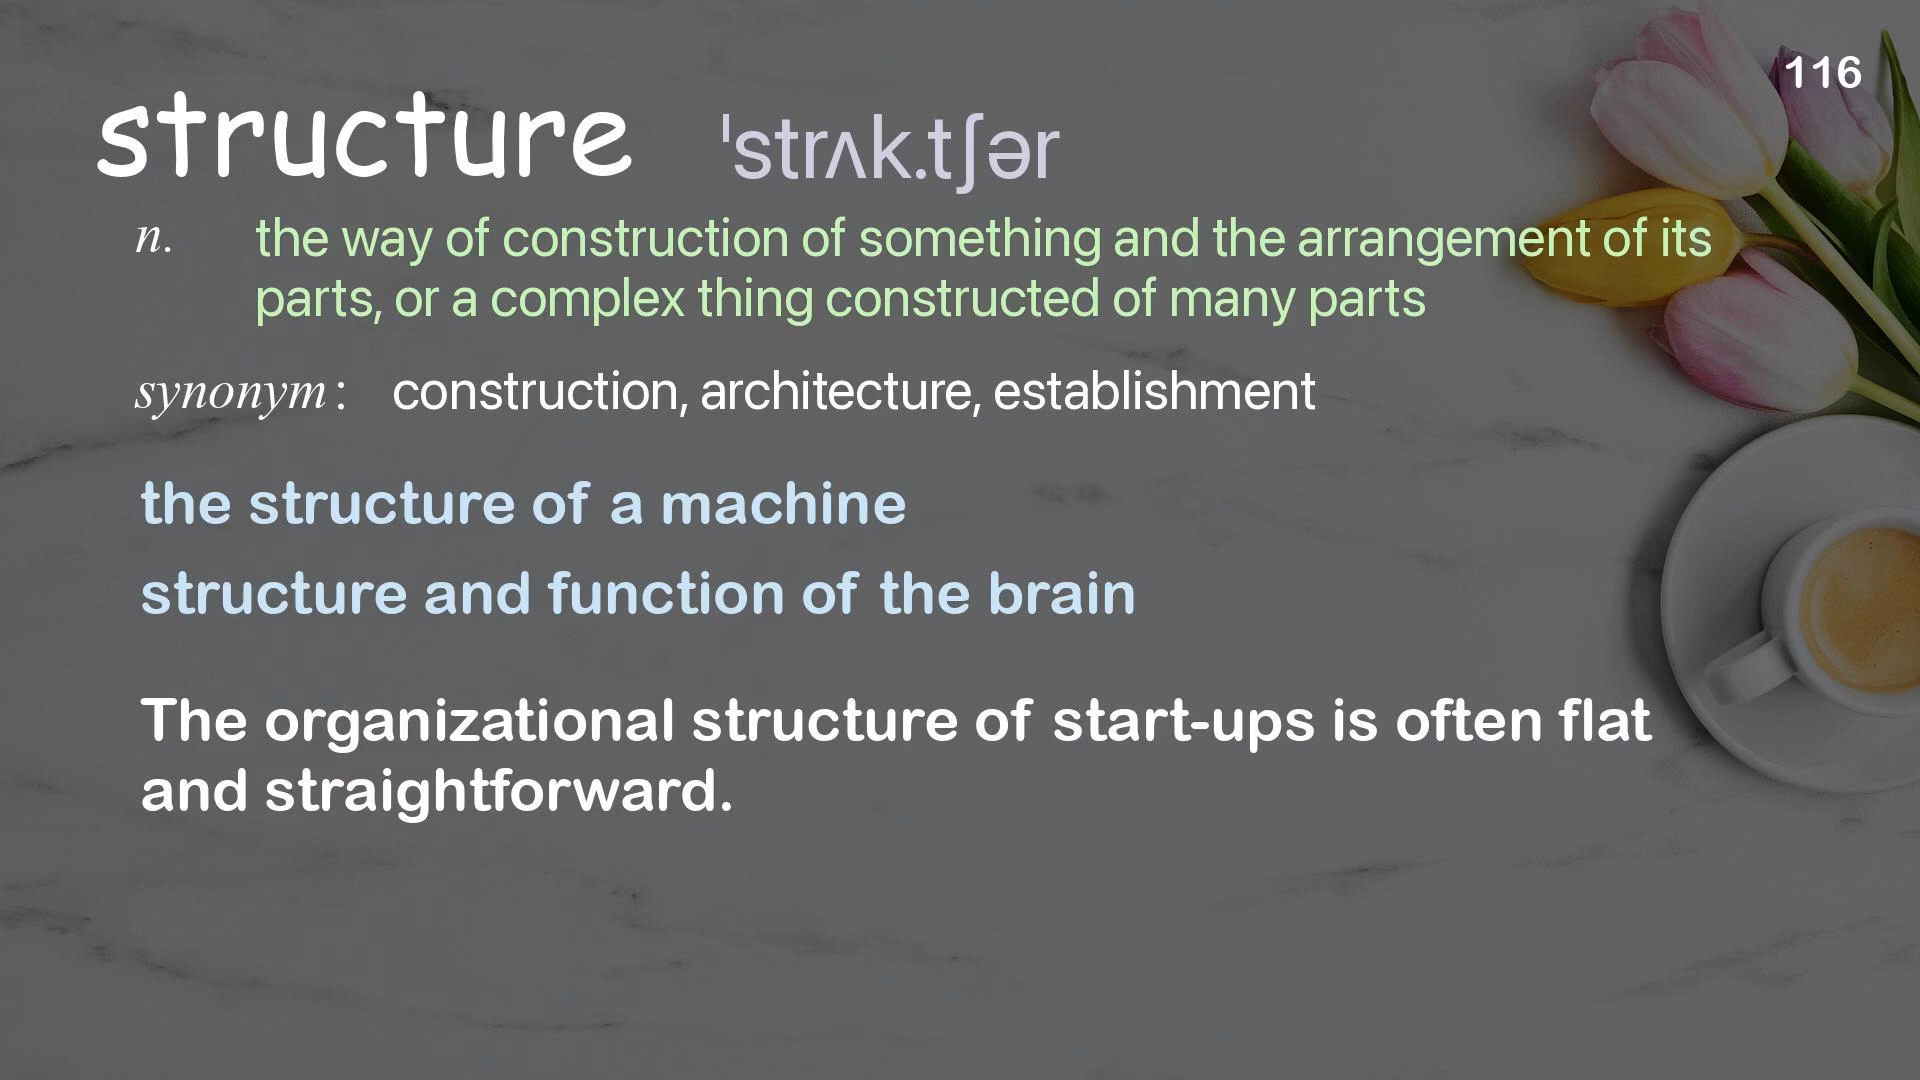 116
structure ˈstrʌk.tʃər
n. the way of construction of something and the arrangement of its
parts, or a complex thing constructed of many parts
synonym: construction, architecture, establishment
the structure of a machine
structure and function of the brain
The organizational structure of start-ups is often flat
and straightforward.